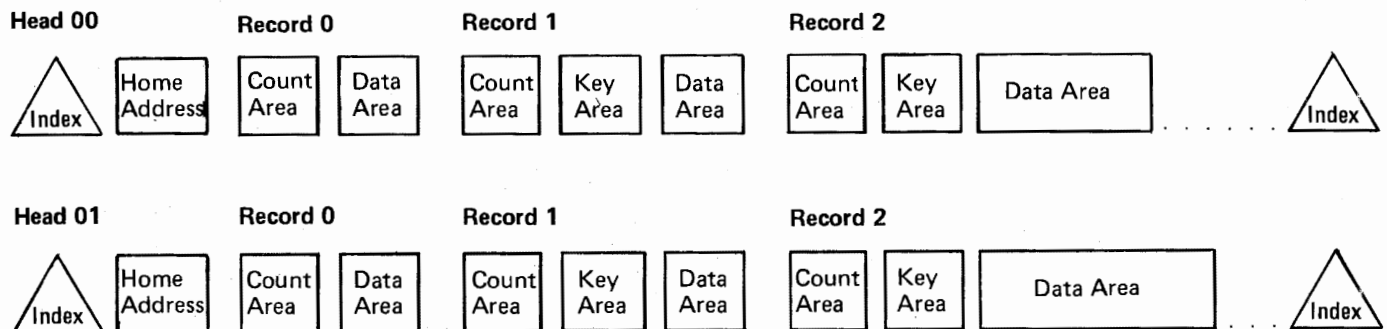 Head 00 Record 0 Record 1 Record 2
Index
Home
Address
Count
Area
Data
Area
Count
Area
Key
Area
Data
Area
Count
Area
Key
Area
Data Area
Index
Head 01 Record 0 Record 1 Record 2
Index
Home
Address
Count
Area
Data
Area
Count
Area
Key
Area
Data
Area
Count
Area
Key
Area
Data Area
Index